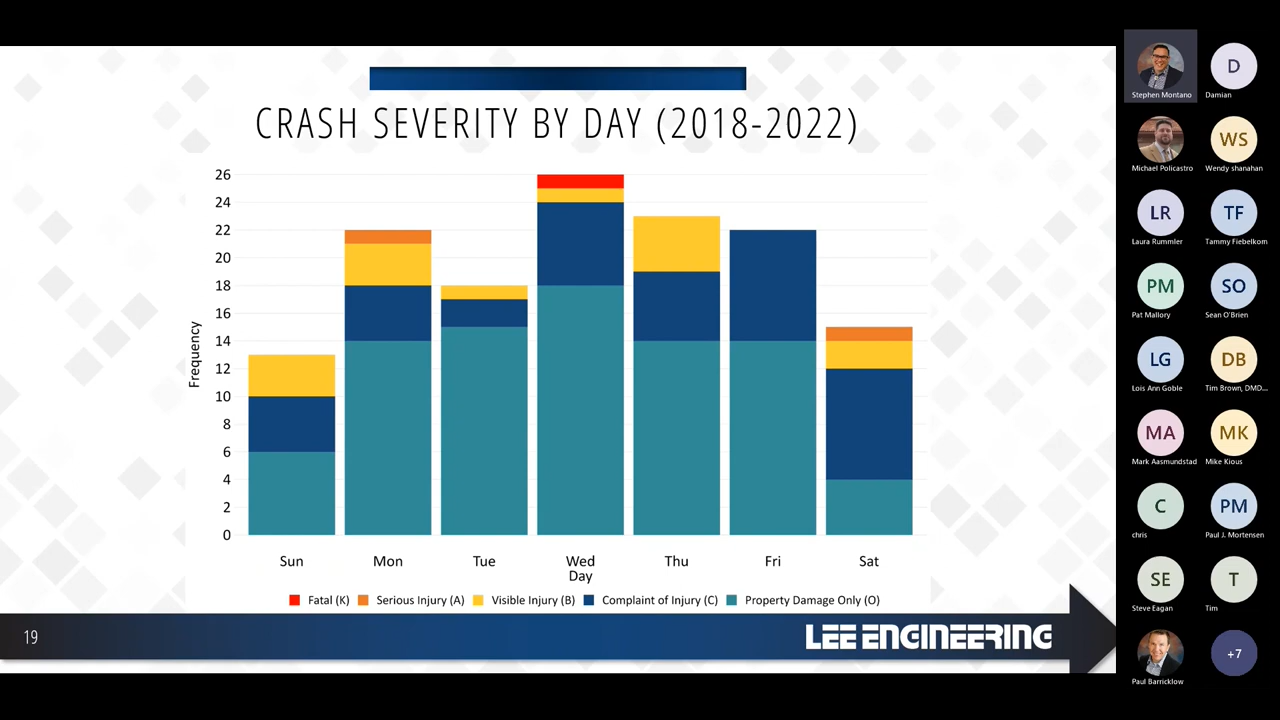 CRASH SEVERITY BY DAY (2018-2022)
26
24
22
20
18
16
14
12
10
8
6
4
2
0
Frequency
Sun Mon Tue Wed Thu Fri Sat
Day
Fatal (K) Serious Injury (A) Visible Injury (B) Complaint of Injury (C) Property Damage Only (O)
19
LEE ENGINEERING
Stephen Montano
D
Damian
Michael Policastro
WS
Wendy shanahan
LR
Laura Rummler
TF
Tammy Fiebelkorn
PM
Pat Mallory
SO
Sean O'Brien
LG
Lois Ann Goble
DB
Tim Brown, DMD...
MA
Mark Aasmundstad
MK
Mike Kious
C
chris
PM
Paul J. Mortensen
SE
Steve Eagan
T
Tim
Paul Barricklow
+7